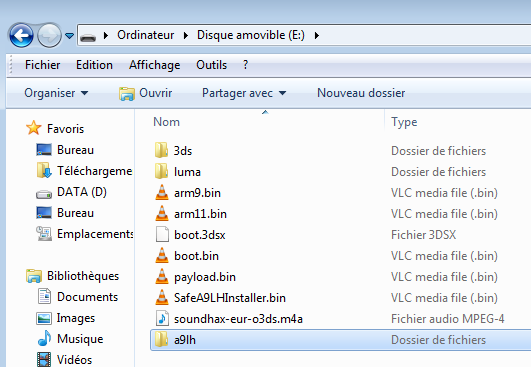 Ordinateur Disque amovible (E:)
Fichier Edition Affichage Outils ?
Organiser Ouvrir Partager avec Nouveau dossier
Favoris
Bureau
Téléchargeme
DATA (D)
Bureau
Emplacements
Bibliothèques
Documents
Images
Musique
Vidéos
Nom Type
3ds Dossier de fichiers
luma Dossier de fichiers
arm9.bin VLC media file (.bin)
arm11.bin VLC media file (.bin)
boot.3dsx Fichier 3DSX
boot.bin VLC media file (.bin)
payload.bin VLC media file (.bin)
SafeA9LHInstaller.bin VLC media file (.bin)
soundhax-eur-o3ds.m4a Fichier audio MPEG-4
a9lh Dossier de fichiers